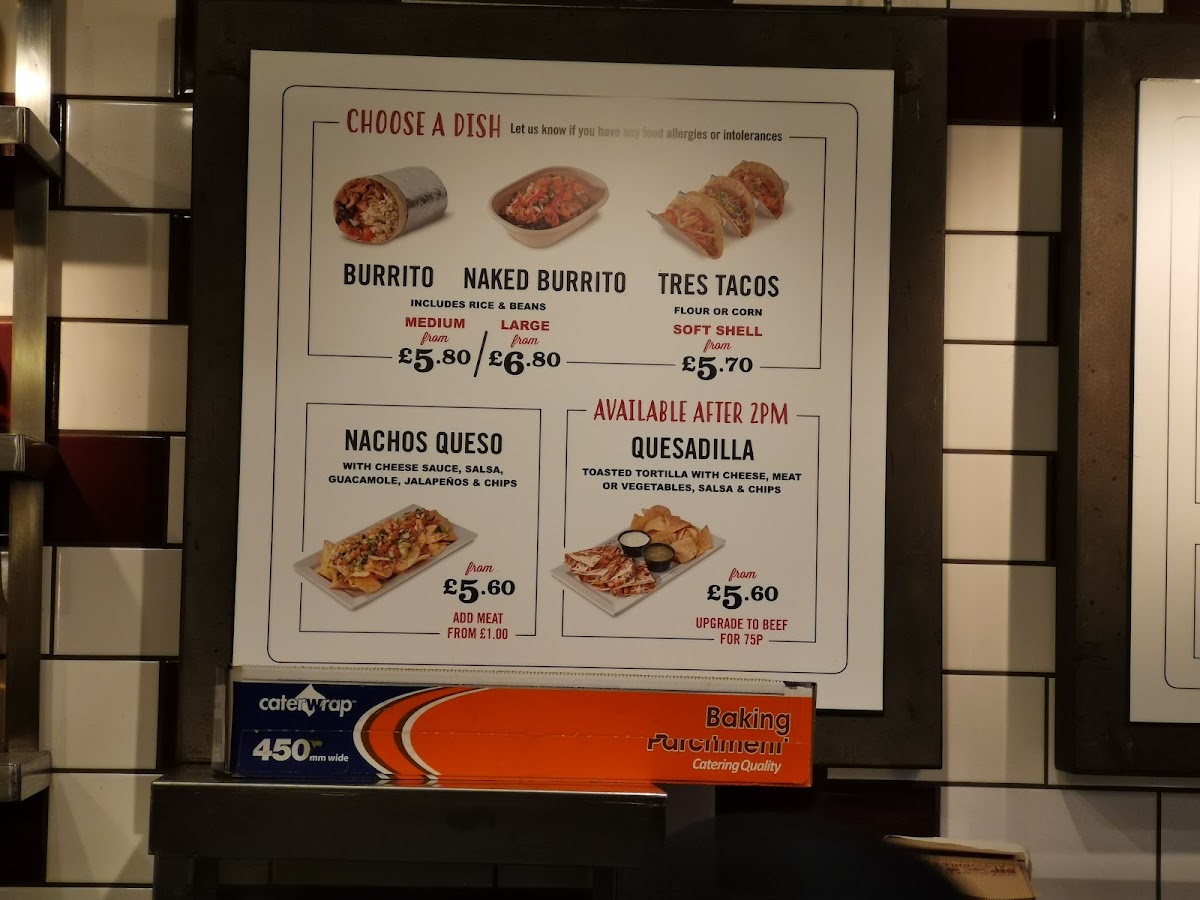 CHOOSE A DISH Let us know if you have any food allergies or intolerances
BURRITO NAKED BURRITO
INCLUDES RICE & BEANS
MEDIUM LARGE
from from
£5.80/£6.80
TRES TACOS
FLOUR OR CORN
SOFT SHELL
from
£5.70
NACHOS QUESO
WITH CHEESE SAUCE, SALSA,
GUACAMOLE, JALAPEÑOS & CHIPS
from
£5.60
ADD MEAT
FROM £1.00
AVAILABLE AFTER 2PM
QUESADILLA
TOASTED TORTILLA WITH CHEESE, MEAT
OR VEGETABLES, SALSA & CHIPS
from
£5.60
UPGRADE TO BEEF
FOR 75P
caterwrap™
450mm wide
Baking
Parchment
Catering Quality